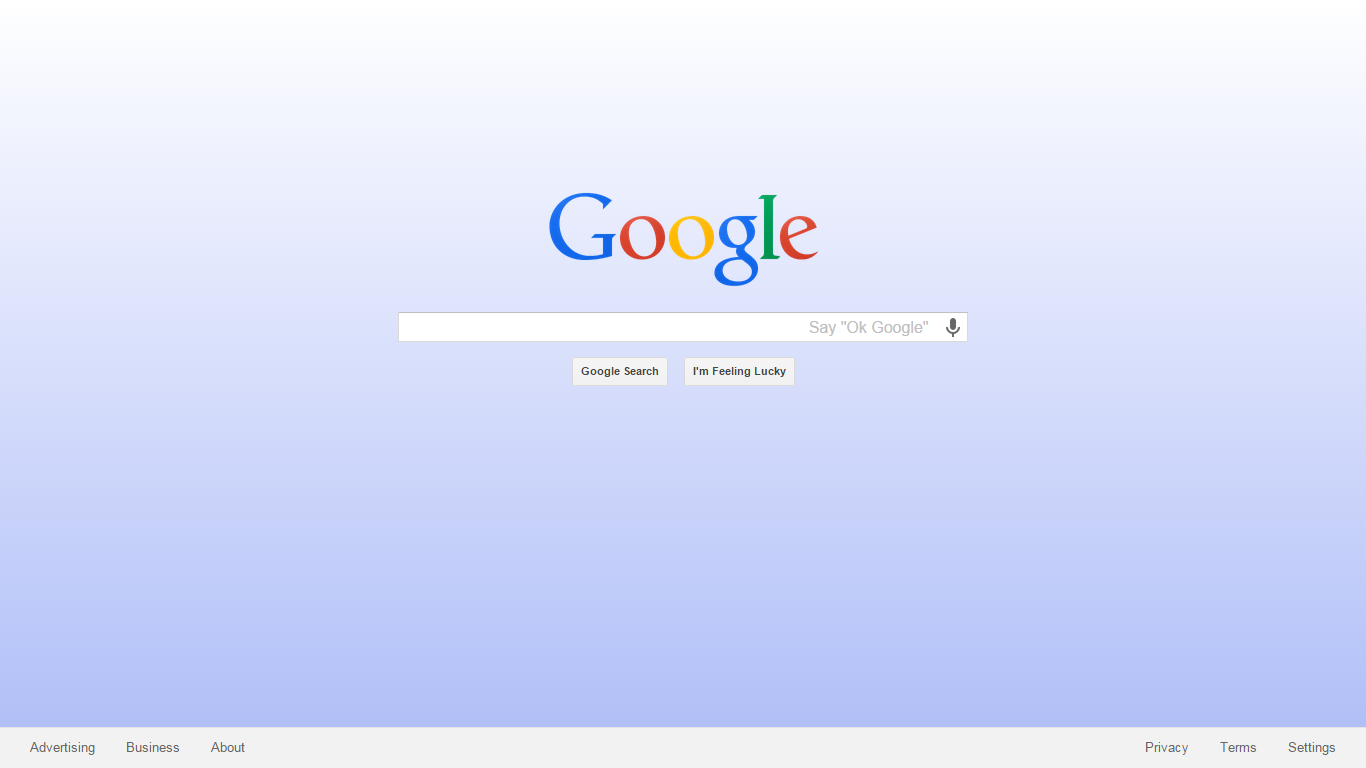 Google
Say "Ok Google"
Google Search I'm Feeling Lucky
Advertising Business About Privacy Terms Settings